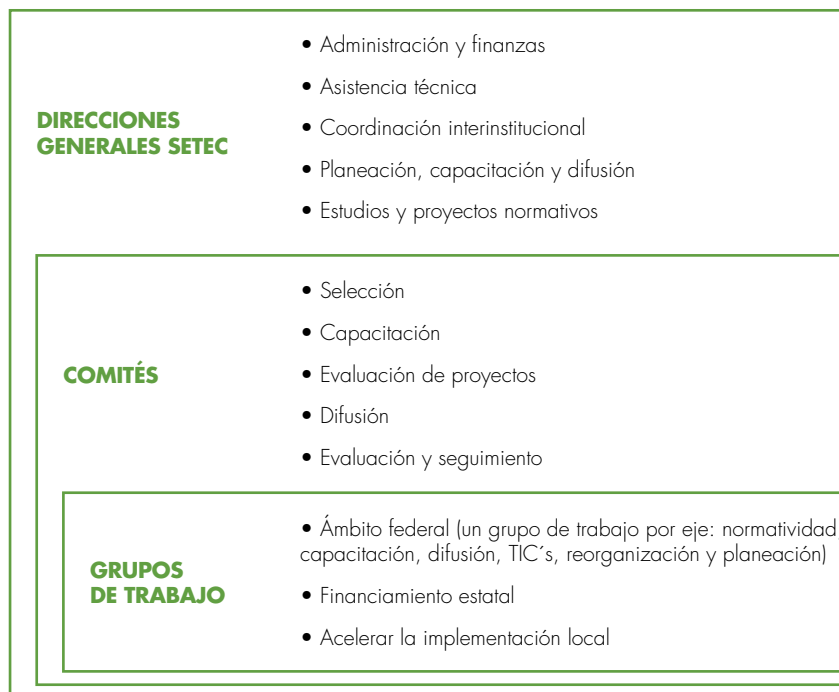 • Administración y finanzas
• Asistencia técnica
DIRECCIONES
GENERALES SETEC
• Coordinación interinstitucional
• Planeación, capacitación y difusión
• Estudios y proyectos normativos
• Selección
• Capacitación
COMITÉS
• Evaluación de proyectos
• Difusión
• Evaluación y seguimiento
• Ámbito federal (un grupo de trabajo por eje: normatividad
capacitación, difusión, TIC´s, reorganización y planeación)
GRUPOS
DE TRABAJO
• Financiamiento estatal
• Acelerar la implementación local